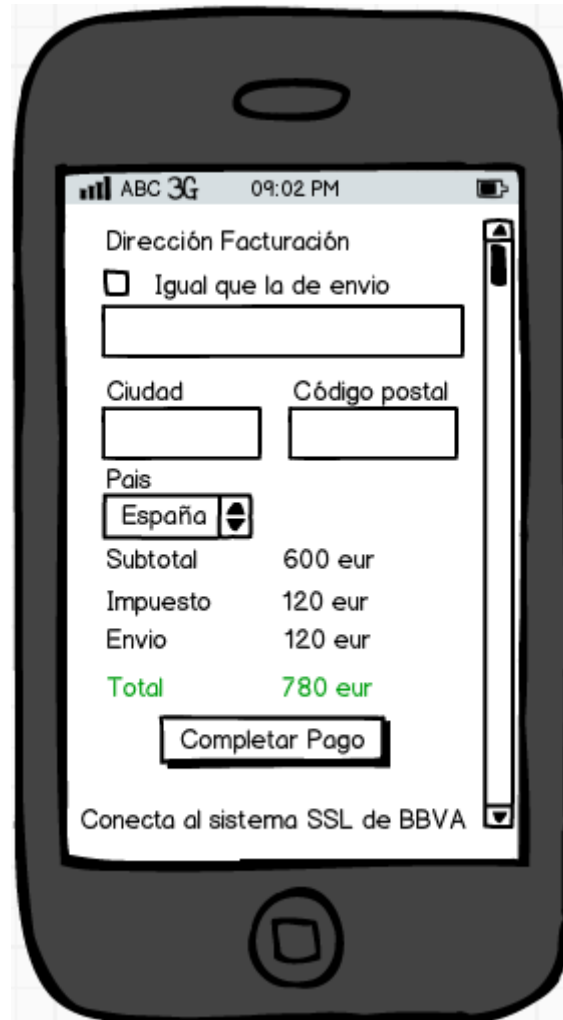 ABC 3G 09:02 PM
Dirección Facturación
Igual que la de envio
Ciudad Código postal
Pais
España
Subtotal 600 eur
Impuesto 120 eur
Envio 120 eur
Total 780 eur
Completar Pago
Conecta al sistema SSL de BBVA